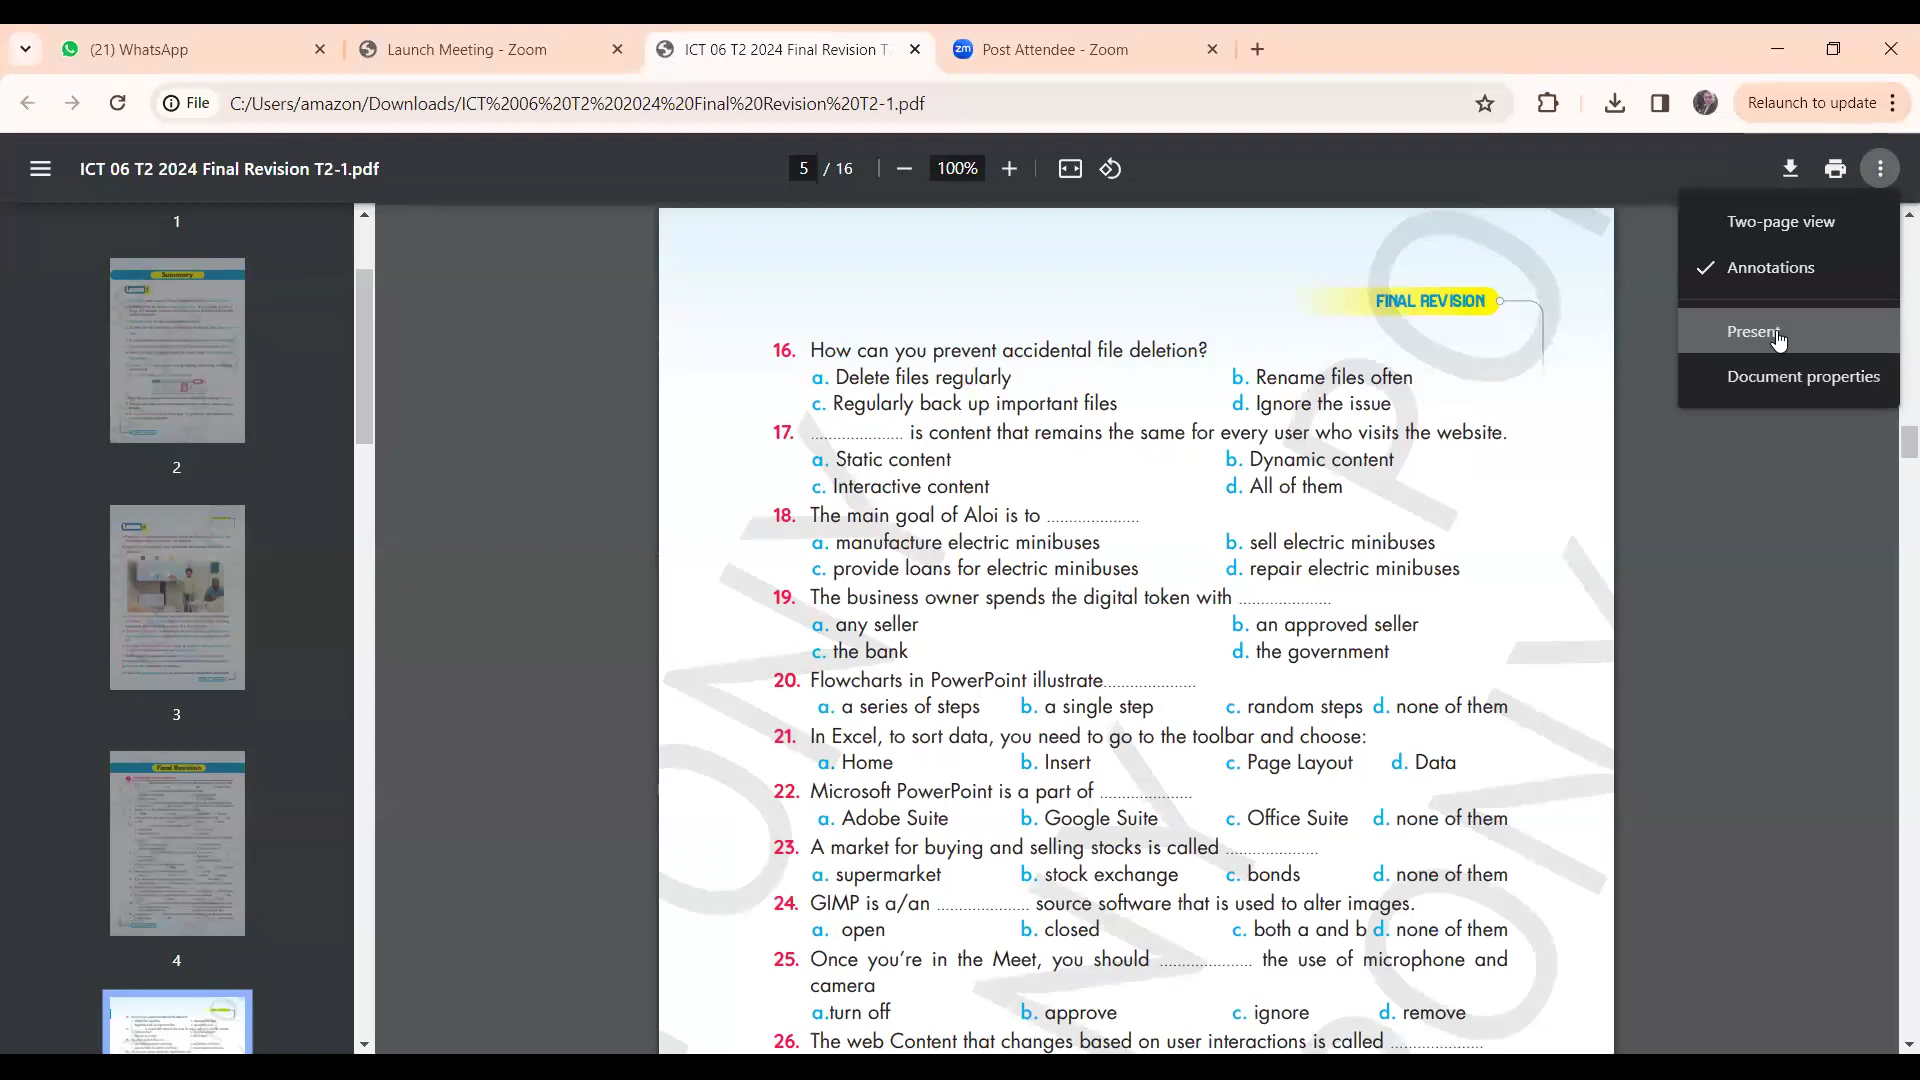 (21) WhatsApp
Launch Meeting - Zoom
ICT 06 T2 2024 Final Revision T
zm Post Attendee - Zoom
File
C:/Users/amazon/Downloads/ICT%2006%20T2%202024%20Final%20Revision%20T2-1.pdf
Relaunch to update
ICT 06 T2 2024 Final Revision T2-1.pdf
5 / 16
100%
Two-page view
Annotations
Present
Document properties
1
Summary
2
3
Final Revision
4
FINAL REVISION
16. How can you prevent accidental file deletion?
a. Delete files regularly b. Rename files often
c. Regularly back up important files d. Ignore the issue
17. .................... is content that remains the same for every user who visits the website.
a. Static content b. Dynamic content
c. Interactive content d. All of them
18. The main goal of Aloi is to ....................
a. manufacture electric minibuses b. sell electric minibuses
c. provide loans for electric minibuses d. repair electric minibuses
19. The business owner spends the digital token with ....................
a. any seller b. an approved seller
c. the bank d. the government
20. Flowcharts in PowerPoint illustrate....................
a. a series of steps b. a single step c. random steps d. none of them
21. In Excel, to sort data, you need to go to the toolbar and choose:
a. Home b. Insert c. Page Layout d. Data
22. Microsoft PowerPoint is a part of ....................
a. Adobe Suite b. Google Suite c. Office Suite d. none of them
23. A market for buying and selling stocks is called ....................
a. supermarket b. stock exchange c. bonds d. none of them
24. GIMP is a/an .................... source software that is used to alter images.
a. open b. closed c. both a and b d. none of them
25. Once you're in the Meet, you should .................... the use of microphone and
camera
a.turn off b. approve c. ignore d. remove
26. The web Content that changes based on user interactions is called ....................